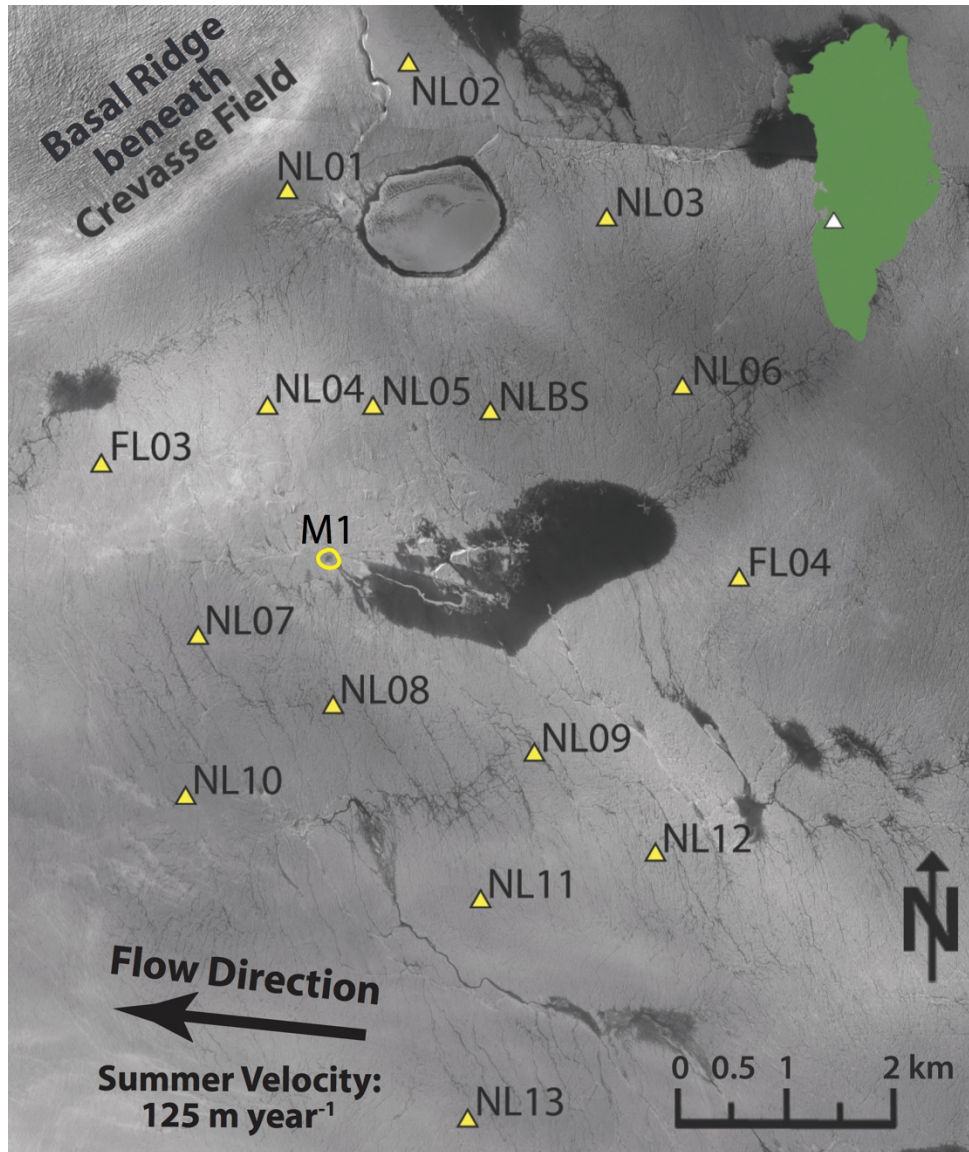 Basal Ridge
beneath
Crevasse Field
NL02
NL01
NL03
NL04
NL05
NLBS
NL06
FL03
M1
FL04
NL07
NL08
NL09
NL10
NL12
NL11
N
Flow Direction
Summer Velocity:
125 m year⁻¹
0 0.5 1 2 km
NL13